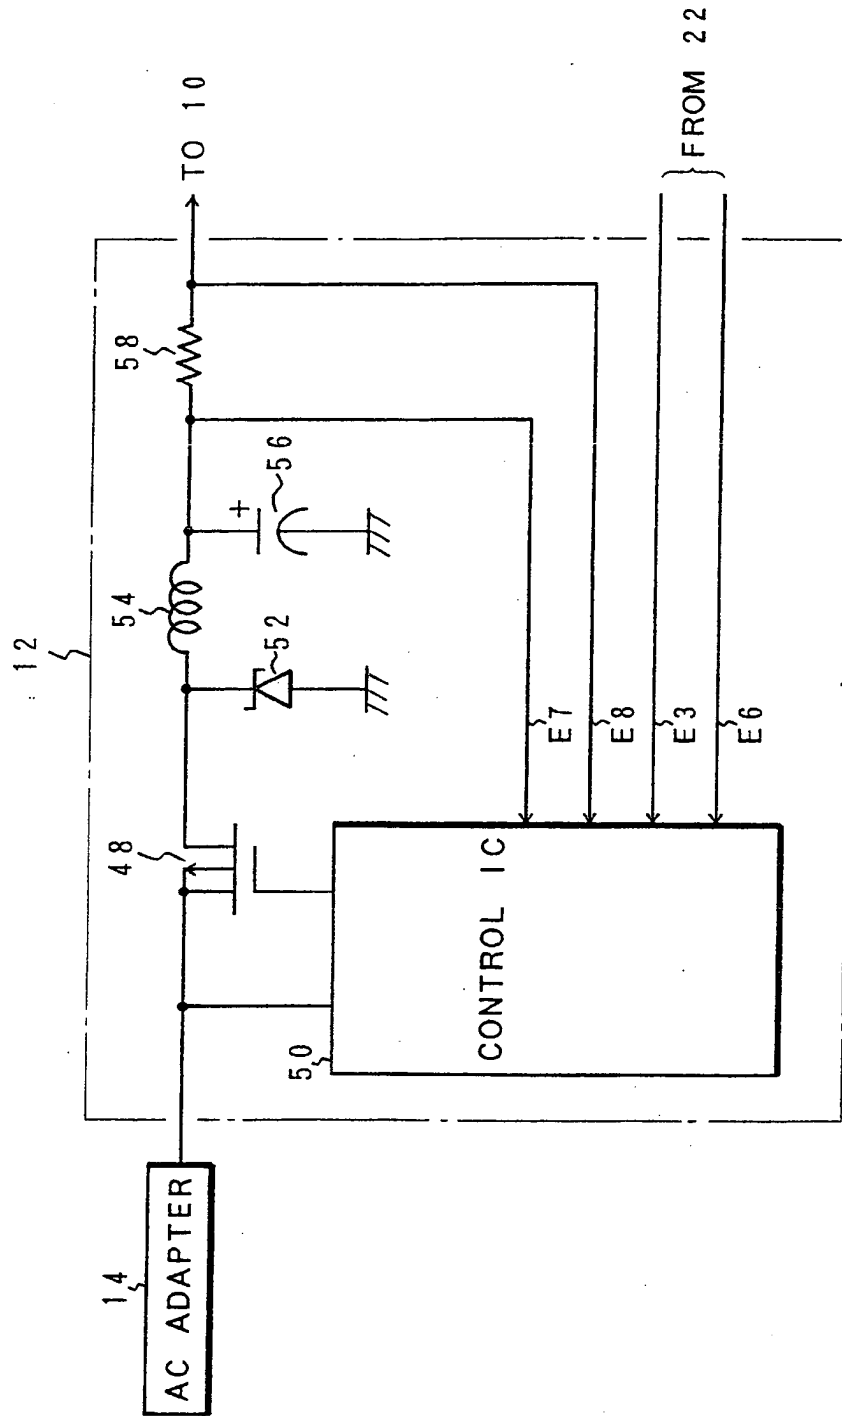 12
14
AC ADAPTER
48
54
58
TO 10
52
56
+
50
CONTROL IC
E7
E8
E3
E6
FROM 22